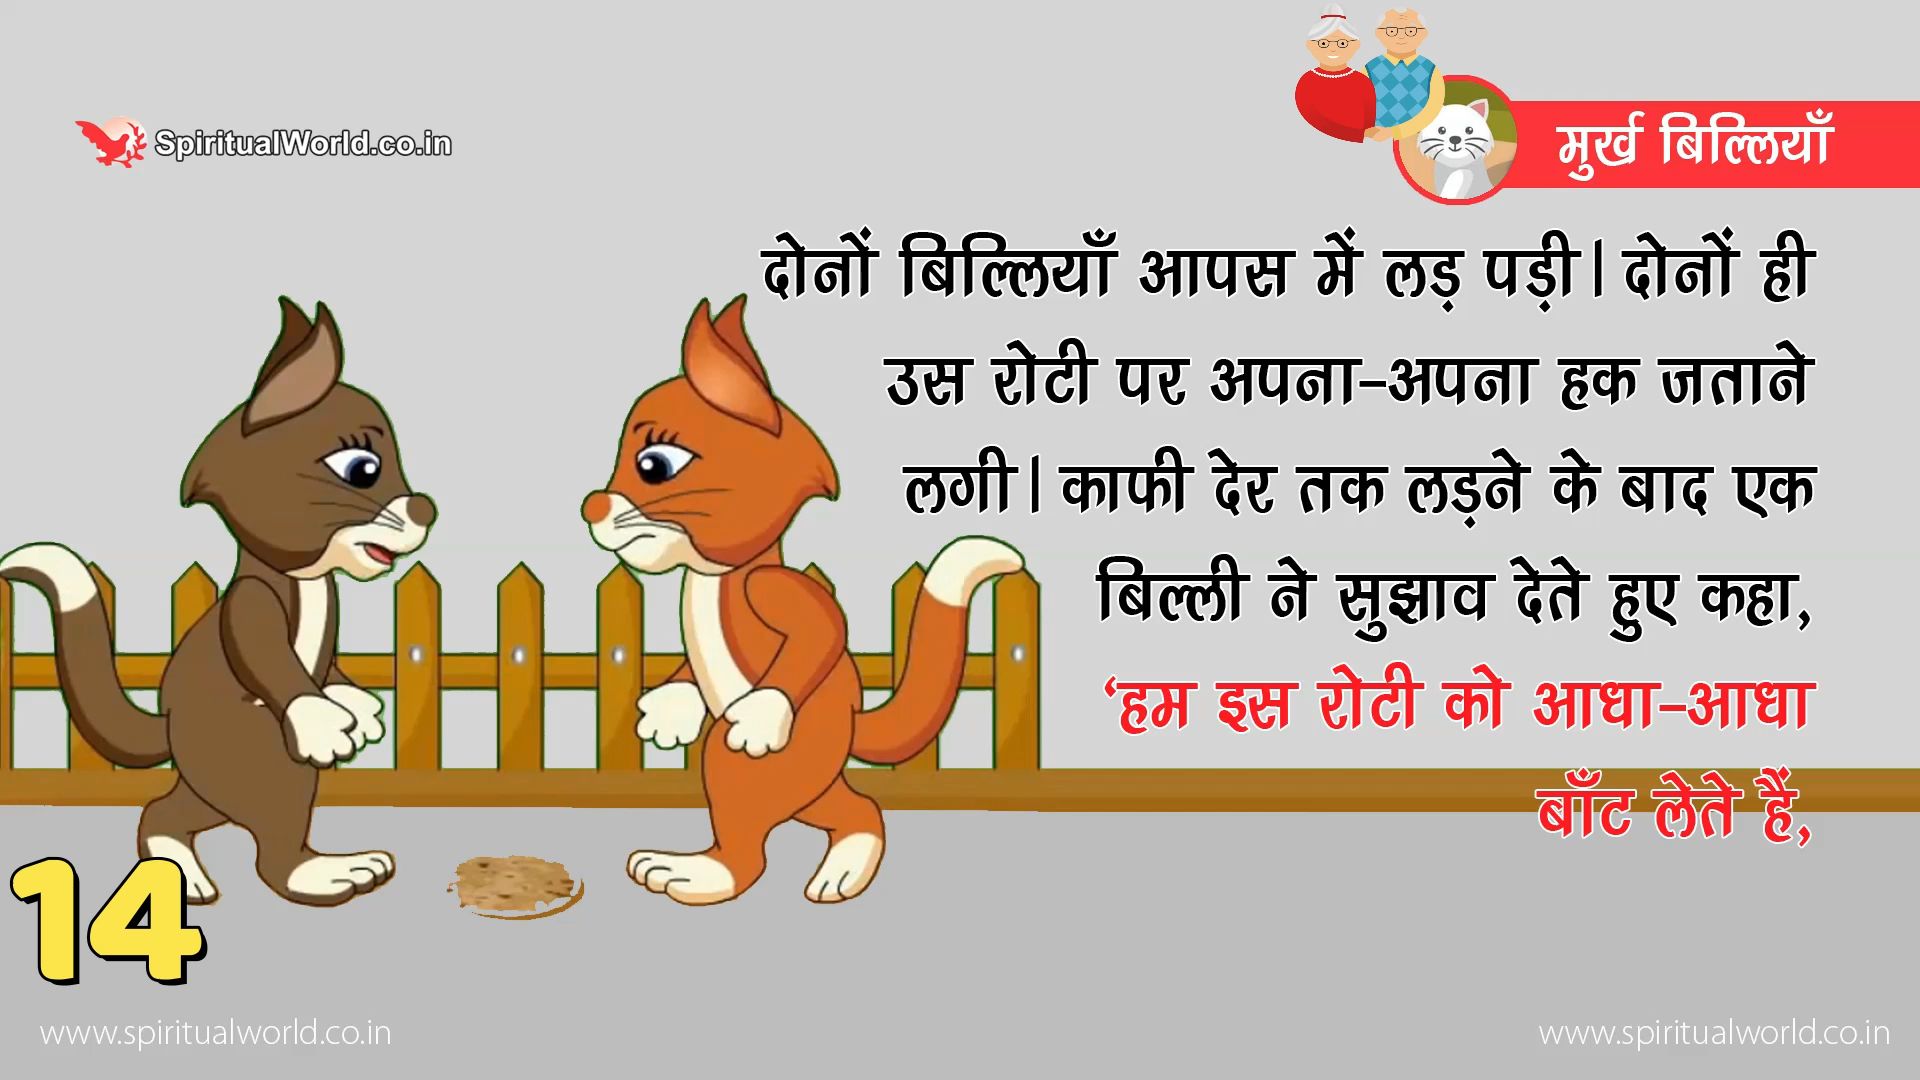 SpiritualWorld.co.in
मुर्ख बिल्लियाँ
दोनों बिल्लियाँ आपस में लड़ पड़ी। दोनों ही
उस रोटी पर अपना-अपना हक जताने
लगी। काफी देर तक लड़ने के बाद एक
बिल्ली ने सुझाव देते हुए कहा,
‘हम इस रोटी को आधा-आधा
बाँट लेते हैं,
14
www.spiritualworld.co.in
www.spiritualworld.co.in